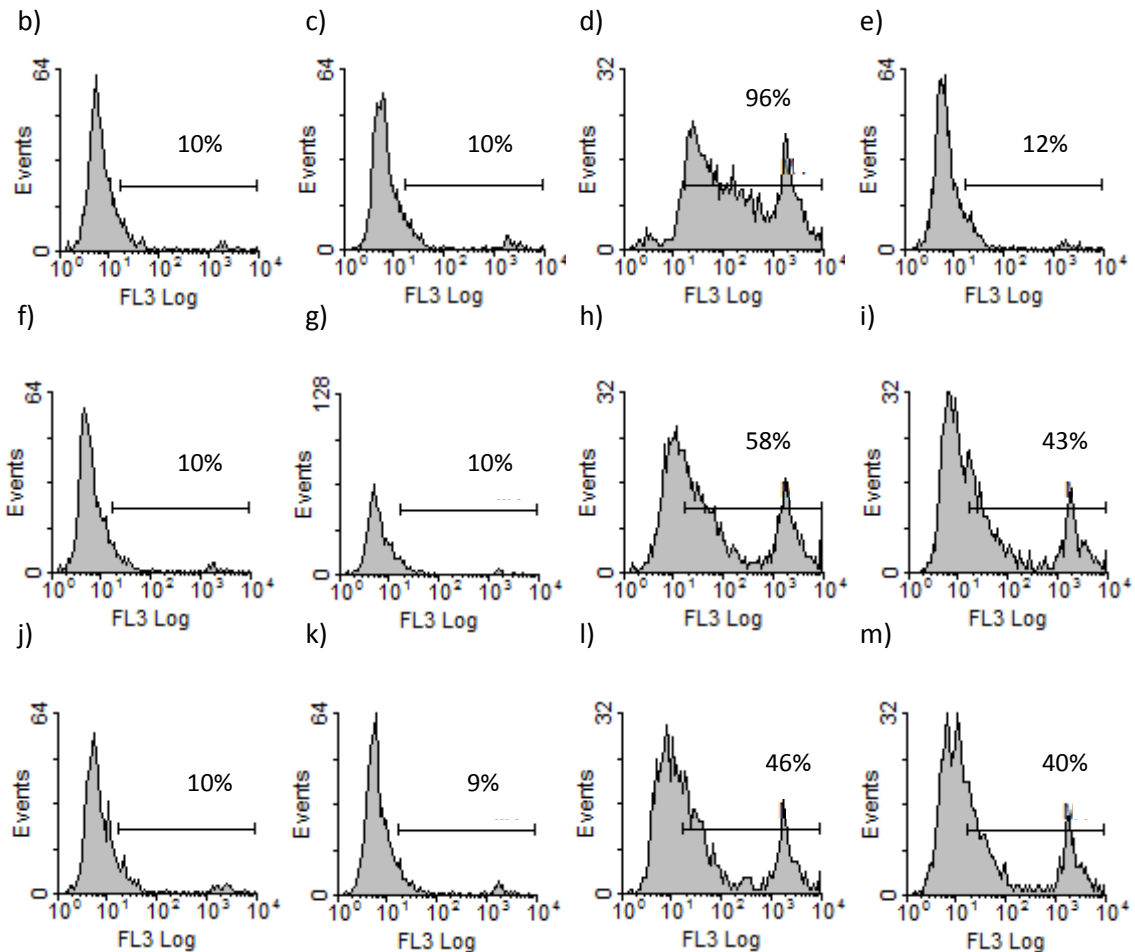 b) c) d) e)
64 64 32 64
96%
10% 10% 12%
Events Events Events Events
0 0 0 0
10⁰ 10¹ 10² 10³ 10⁴ 10⁰ 10¹ 10² 10³ 10⁴ 10⁰ 10¹ 10² 10³ 10⁴ 10⁰ 10¹ 10² 10³ 10⁴
FL3 Log FL3 Log FL3 Log FL3 Log
f) g) h) i)
64 128 32 32
10% 10% 58% 43%
Events Events Events Events
0 0 0 0
10⁰ 10¹ 10² 10³ 10⁴ 10⁰ 10¹ 10² 10³ 10⁴ 10⁰ 10¹ 10² 10³ 10⁴ 10⁰ 10¹ 10² 10³ 10⁴
FL3 Log FL3 Log FL3 Log FL3 Log
j) k) l) m)
64 64 32 32
10% 9% 46% 40%
Events Events Events Events
0 0 0 0
10⁰ 10¹ 10² 10³ 10⁴ 10⁰ 10¹ 10² 10³ 10⁴ 10⁰ 10¹ 10² 10³ 10⁴ 10⁰ 10¹ 10² 10³ 10⁴
FL3 Log FL3 Log FL3 Log FL3 Log